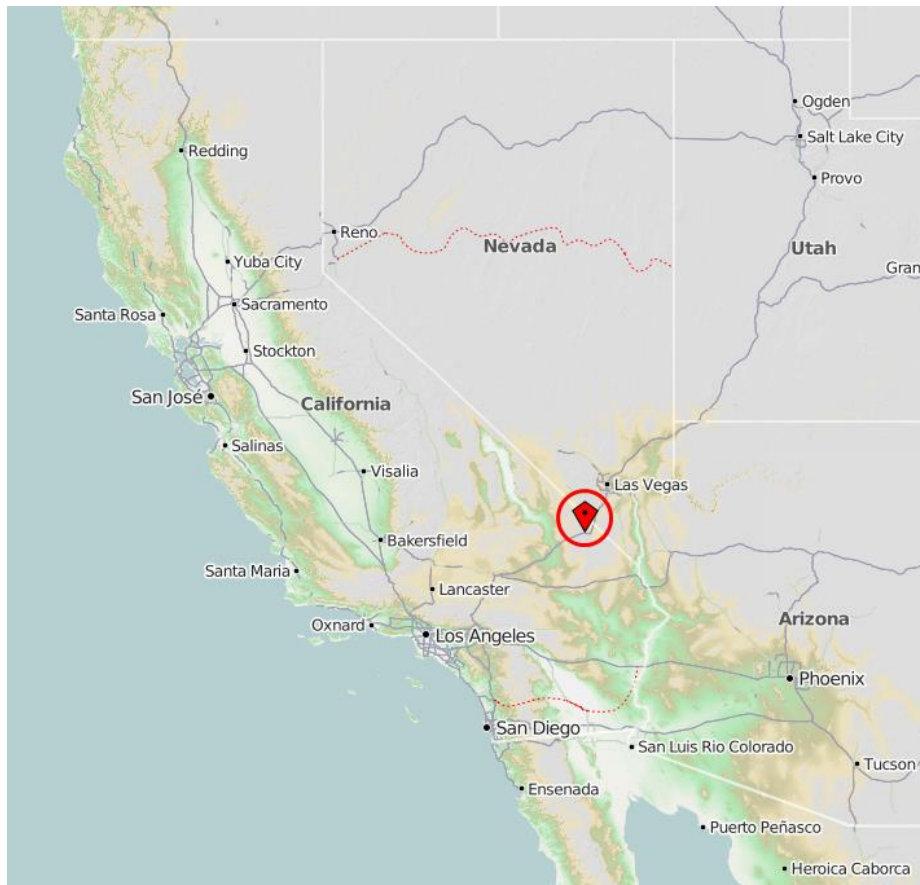 Ogden
Salt Lake City
Redding
Provo
Reno
Nevada
Utah
Yuba City
Gran
Sacramento
Santa Rosa
Stockton
San José
California
Salinas
Visalia
Las Vegas
Bakersfield
Santa Maria
Lancaster
Oxnard
Arizona
Los Angeles
Phoenix
San Diego
San Luis Rio Colorado
Tucson
Ensenada
Puerto Peñasco
Heroica Caborca